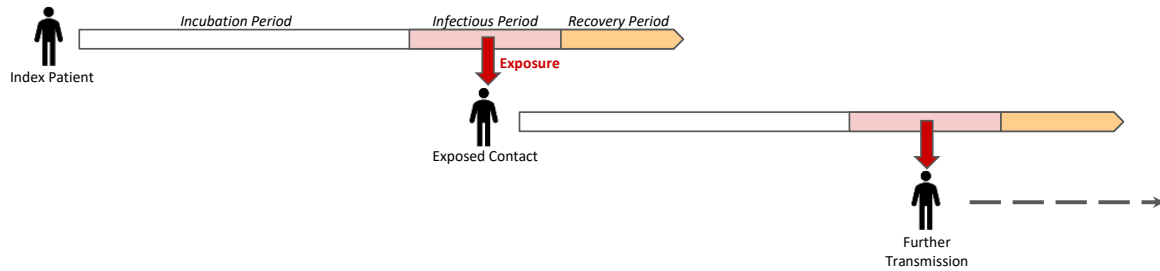 Incubation Period
Infectious Period
Recovery Period
Index Patient
Exposure
Exposed Contact
Further
Transmission